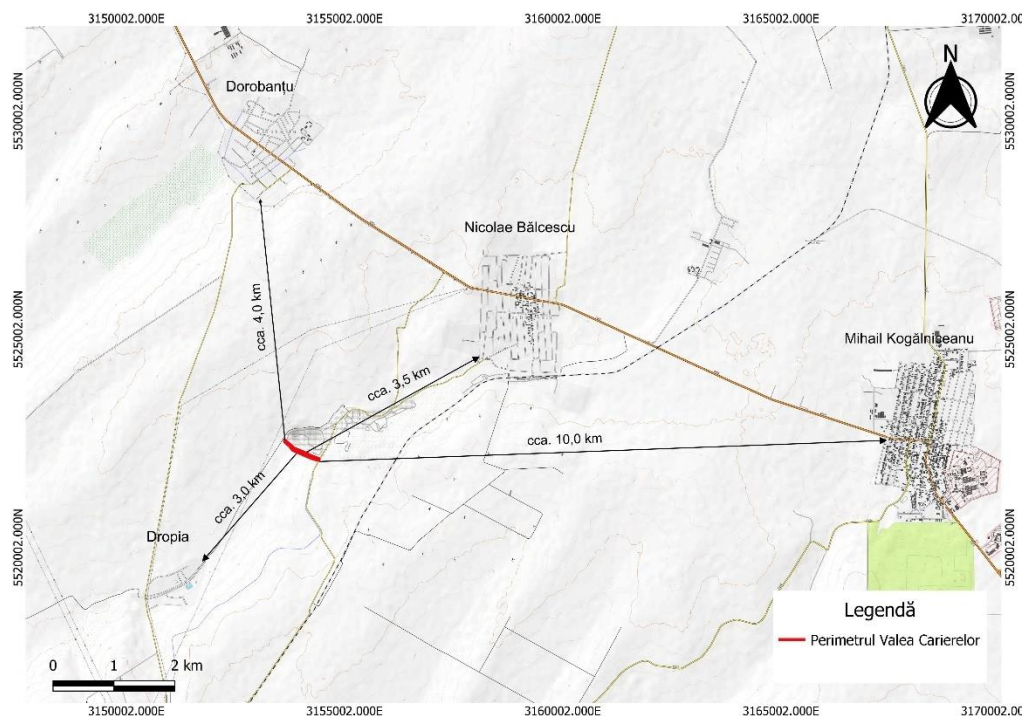 3150002.000E 3155002.000E 3160002.000E 3165002.000E 3170002.00
N
5530002.000N
5530002.000N
Dorobanțu
Nicolae Bălcescu
cca. 4,0 km
5525002.000N
5525002.000N
Mihail Kogălniceanu
cca. 3,5 km
cca. 10,0 km
cca. 3,0 km
Dropia
5520002.000N
5520002.000N
Legendă
Perimetrul Valea Carierelor
0 1 2 km
3150002.000E 3155002.000E 3160002.000E 3165002.000E 3170002.00